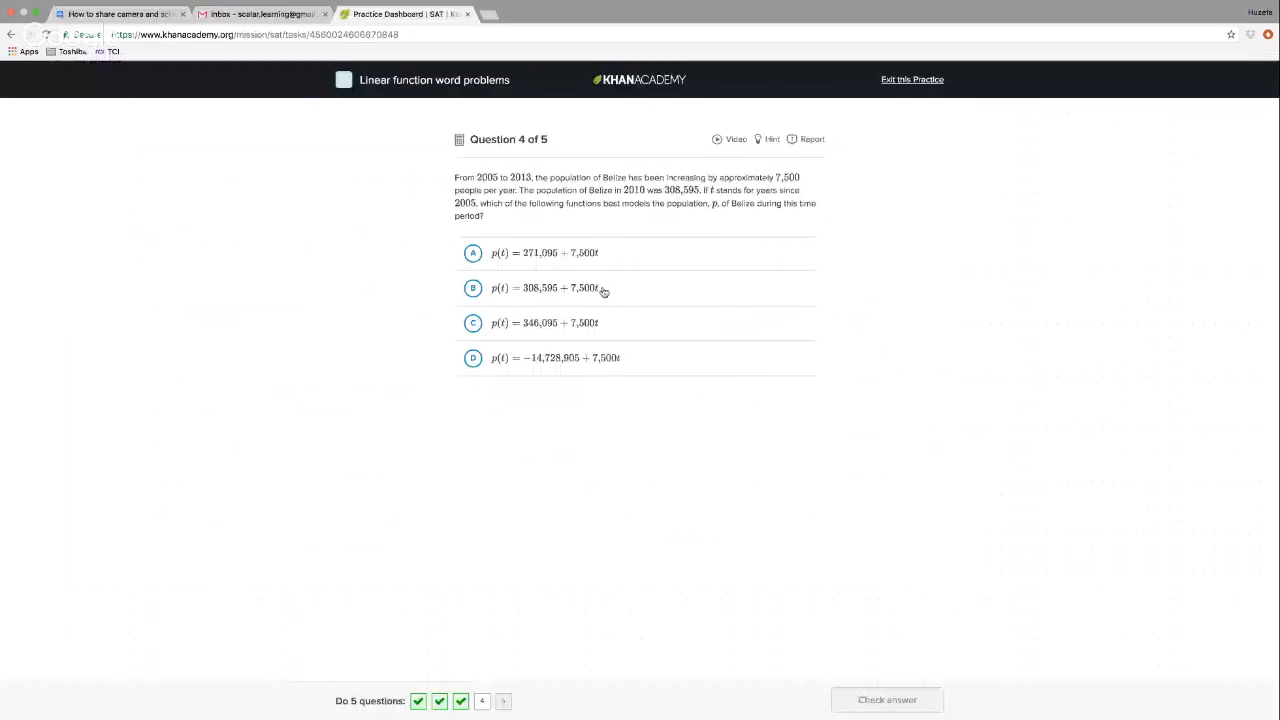 How to share camera and scr
Inbox - scalar.learning@gmail.
Practice Dashboard | SAT | K
Huzefa
Secure https://www.khanacademy.org/mission/sat/tasks/4580024606670848
Apps Toshiba TCI
Linear function word problems
KHANACADEMY
Exit this Practice
Question 4 of 5
Video Hint Report
From 2005 to 2013, the population of Belize has been increasing by approximately 7,500
people per year. The population of Belize in 2010 was 308,595. If t stands for years since
2005, which of the following functions best models the population, p, of Belize during this time
period?
A p(t) = 271,095 + 7,500t
B p(t) = 308,595 + 7,500t
C p(t) = 346,095 + 7,500t
D p(t) = −14,728,905 + 7,500t
Do 5 questions: 4 5
Check answer